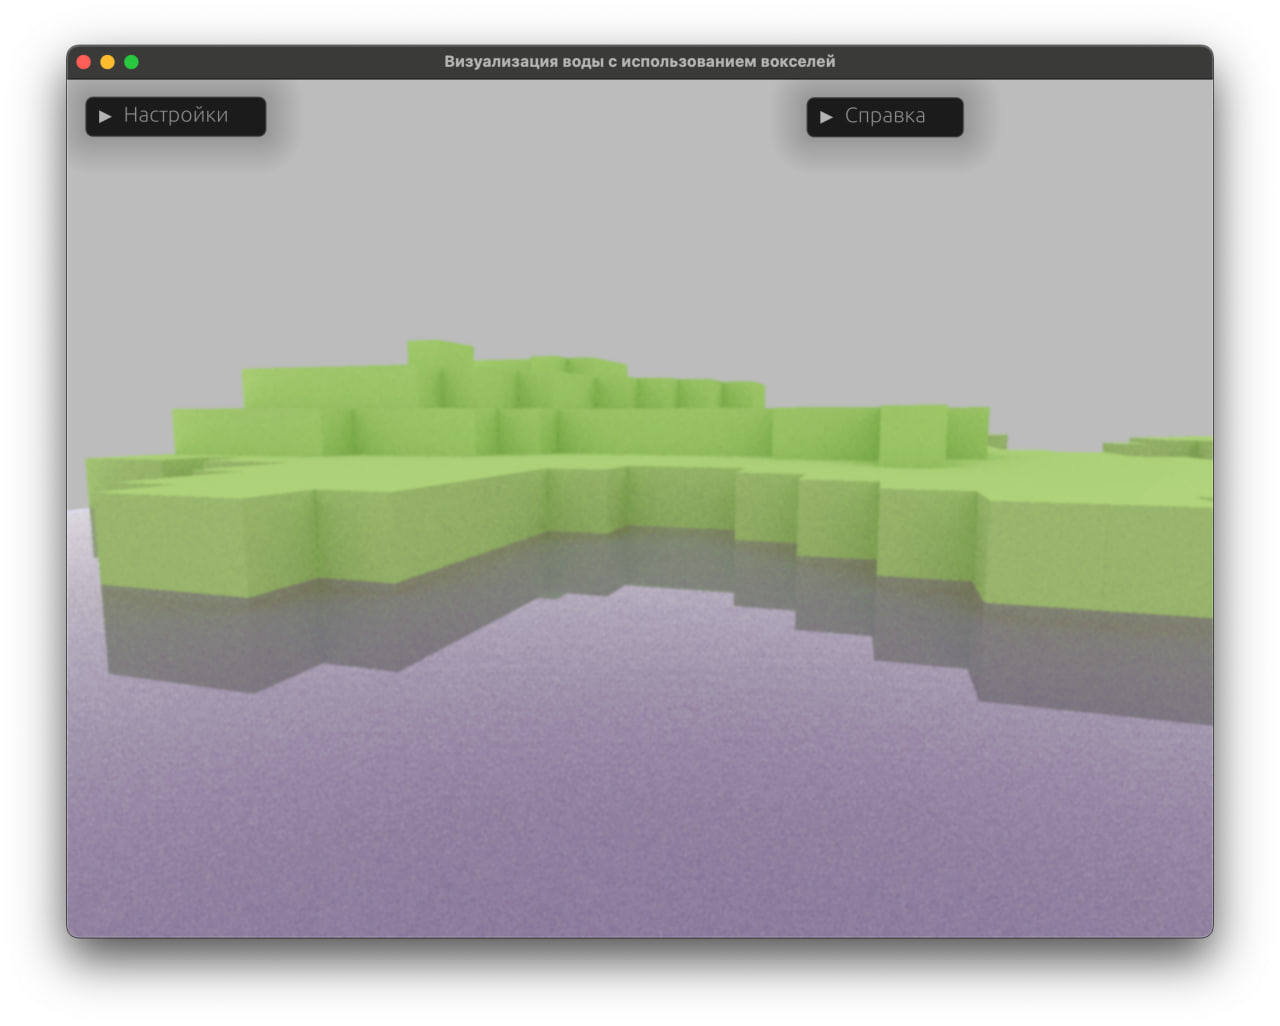 Визуализация воды с использованием вокселей
Настройки
Справка